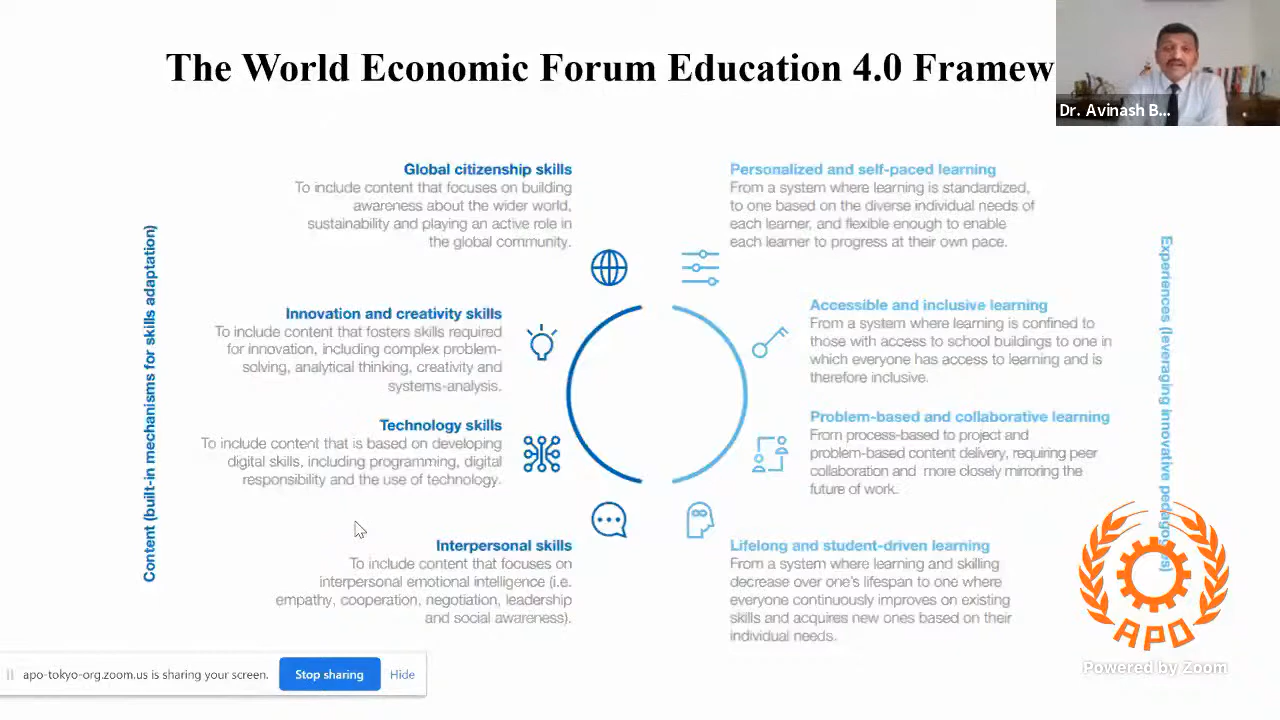 The World Economic Forum Education 4.0 Framew
Dr. Avinash B...
Content (built-in mechanisms for skills adaptation)
Global citizenship skills
To include content that focuses on building
awareness about the wider world,
sustainability and playing an active role in
the global community.
Innovation and creativity skills
To include content that fosters skills required
for innovation, including complex problem-
solving, analytical thinking, creativity and
systems-analysis.
Technology skills
To include content that is based on developing
digital skills, including programming, digital
responsibility and the use of technology.
Interpersonal skills
To include content that focuses on
interpersonal emotional intelligence (i.e.
empathy, cooperation, negotiation, leadership
and social awareness).
Personalized and self-paced learning
From a system where learning is standardized,
to one based on the diverse individual needs of
each learner, and flexible enough to enable
each learner to progress at their own pace.
Accessible and inclusive learning
From a system where learning is confined to
those with access to school buildings to one in
which everyone has access to learning and is
therefore inclusive.
Problem-based and collaborative learning
From process-based to project and
problem-based content delivery, requiring peer
collaboration and more closely mirroring the
future of work.
Lifelong and student-driven learning
From a system where learning and skilling
decrease over one's lifespan to one where
everyone continuously improves on existing
skills and acquires new ones based on their
individual needs.
Experiences (leveraging innovative
APO
Powered by Zoom
apo-tokyo-org.zoom.us is sharing your screen.
Stop sharing
Hide